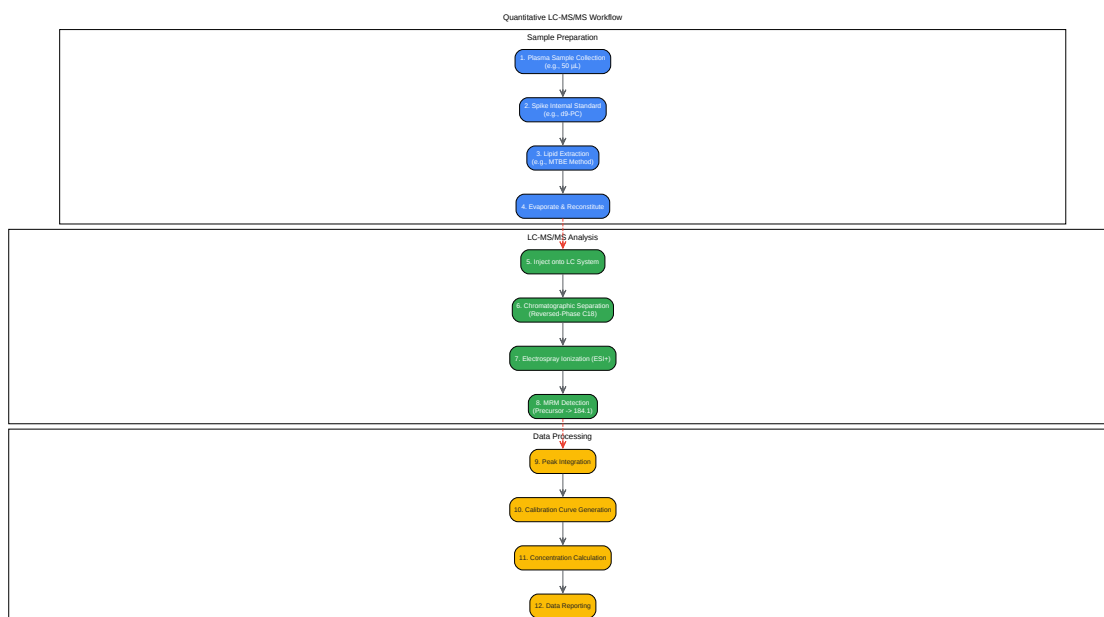 Quantitative LC-MS/MS Workflow
Sample Preparation
1. Plasma Sample Collection
(e.g., 50 µL)
2. Spike Internal Standard
(e.g., d9-PC)
3. Lipid Extraction
(e.g., MTBE Method)
4. Evaporate & Reconstitute
LC-MS/MS Analysis
5. Inject onto LC System
6. Chromatographic Separation
(Reversed-Phase C18)
7. Electrospray Ionization (ESI+)
8. MRM Detection
(Precursor -> 184.1)
Data Processing
9. Peak Integration
10. Calibration Curve Generation
11. Concentration Calculation
12. Data Reporting